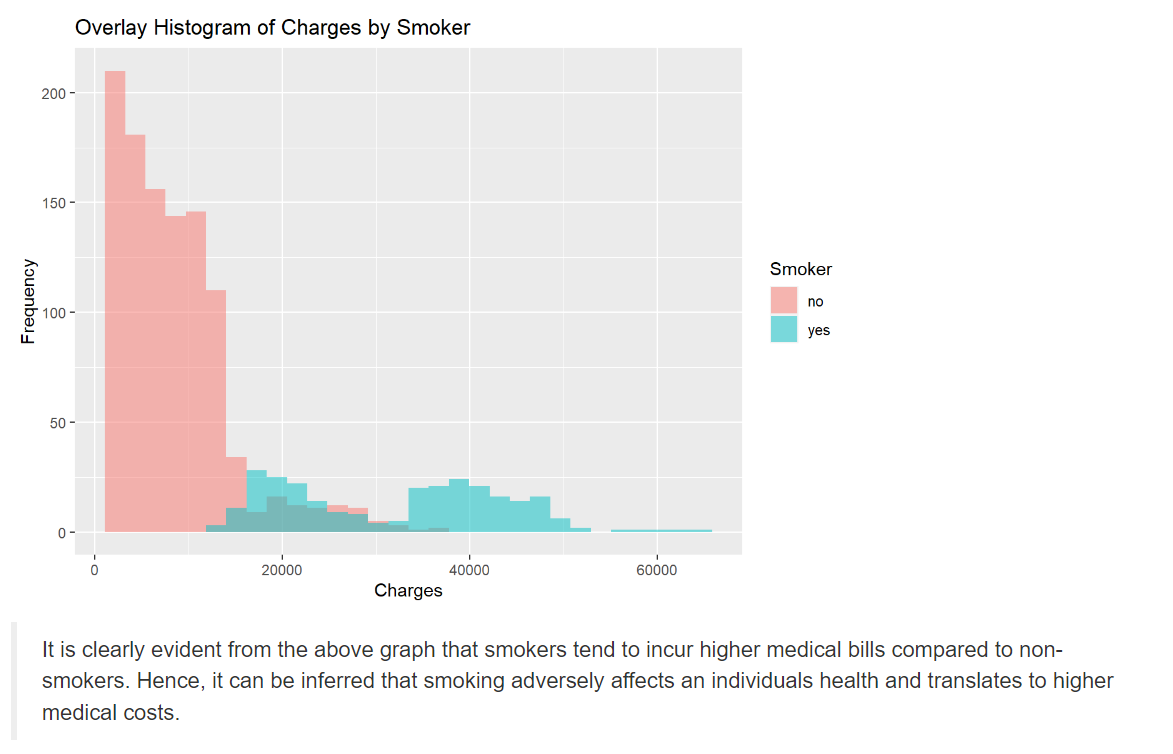 Overlay Histogram of Charges by Smoker
200
150
100
50
0
Frequency
0 20000 40000 60000
Charges
Smoker
no
yes
It is clearly evident from the above graph that smokers tend to incur higher medical bills compared to non-
smokers. Hence, it can be inferred that smoking adversely affects an individuals health and translates to higher
medical costs.